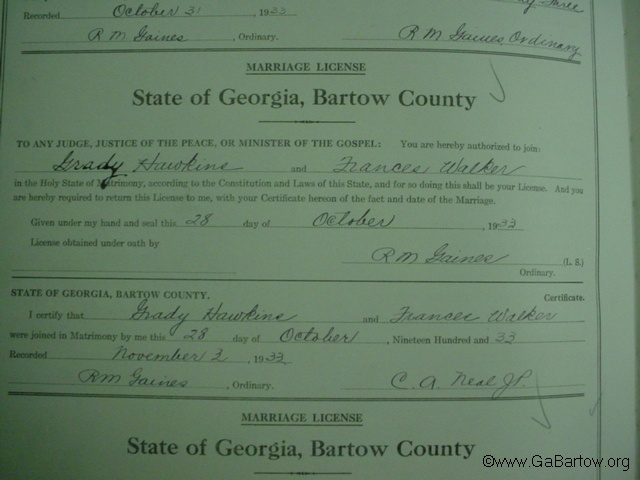 Three
Recorded October 31, 1933
R M Gaines, Ordinary. R M Gaines, Ordinary
MARRIAGE LICENSE
State of Georgia, Bartow County
TO ANY JUDGE, JUSTICE OF THE PEACE, OR MINISTER OF THE GOSPEL: You are hereby authorized to join:
Grady Hawkins and Frances Walker
in the Holy State of Matrimony, according to the Constitution and Laws of this State, and for so doing this shall be your License. And you
are hereby required to return this License to me, with your Certificate hereon of the fact and date of the Marriage.
Given under my hand and seal this 28 day of October, 1933
License obtained under oath by
R M Gaines (L. S.)
Ordinary.
STATE OF GEORGIA, BARTOW COUNTY. Certificate.
I certify that Grady Hawkins and Frances Walker
were joined in Matrimony by me this 28 day of October, Nineteen Hundred and 33
Recorded November 3, 1933
R M Gaines, Ordinary. C. A. Neal J.P.
MARRIAGE LICENSE
State of Georgia, Bartow County
©www.GaBartow.org